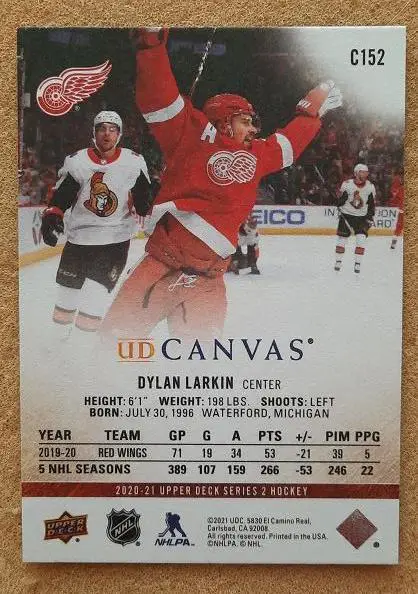 C152
A
GEICO
UD CANVAS®
DYLAN LARKIN CENTER
HEIGHT: 6'1" WEIGHT: 198 LBS. SHOOTS: LEFT
BORN: JULY 30, 1996 WATERFORD, MICHIGAN
YEAR TEAM GP G A PTS +/- PIM PPG
2019-20 RED WINGS 71 19 34 53 -21 39 5
5 NHL SEASONS 389 107 159 266 -53 246 22
2020-21 UPPER DECK SERIES 2 HOCKEY
UPPER DECK
NHL
NHLPA
©2021 UDC. 5830 El Camino Real,
Carlsbad, CA 92008.
All rights reserved. Printed in the USA.
©NHLPA. © NHL.